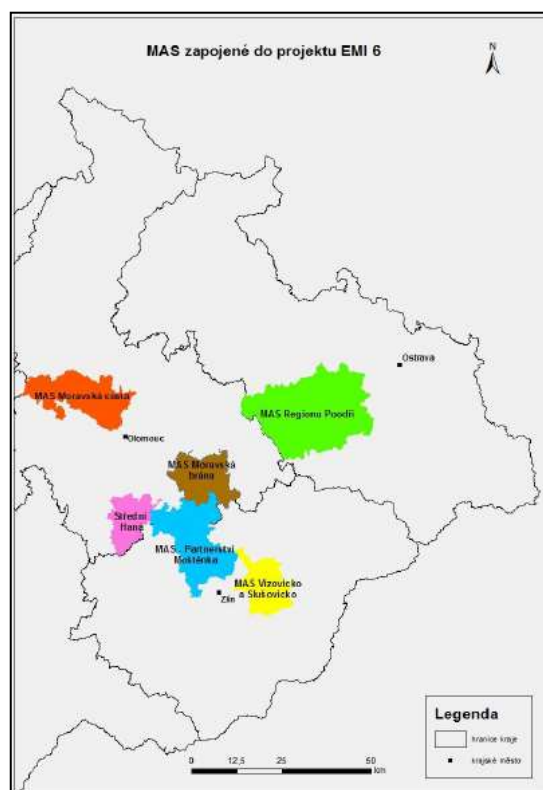 MAS zapojené do projektu EMI 6
N
Ostrava
MAS Moravská cesta
MAS Regionu Poodří
Olomouc
MAS Moravská
brána
Střední
Haná
MAS - Partnerství
Moštěnka
MAS Vizovicko
a Slušovicko
Zlín
Legenda
hranice kraje
krajské město
0 12,5 25 50
km